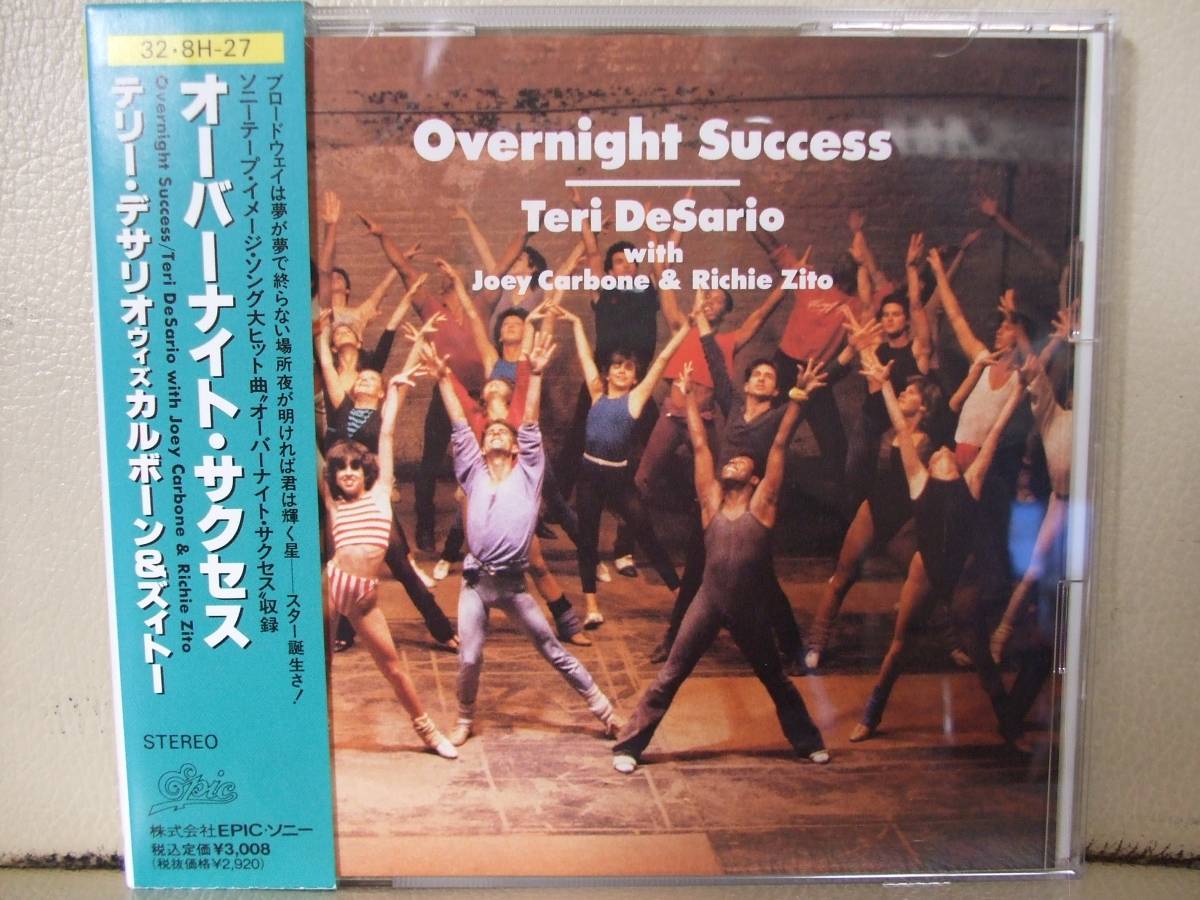 32・8H-27
ブロードウェイは夢が夢で終らない場所夜が明ければ君は輝く星──スター誕生さ!
ソニーテープ・イメージ・ソング大ヒット曲"オーバーナイト・サクセス"収録
オーバーナイト・サクセス
Overnight Success/Teri DeSario with Joey Carbone & Richie Zito
テリー・デサリオウィズカルボーン&ズィトー
STEREO
Epic
株式会社EPIC・ソニー
税込定価¥3,008
(税抜価格¥2,920)
Overnight Success
Teri DeSario
with
Joey Carbone & Richie Zito